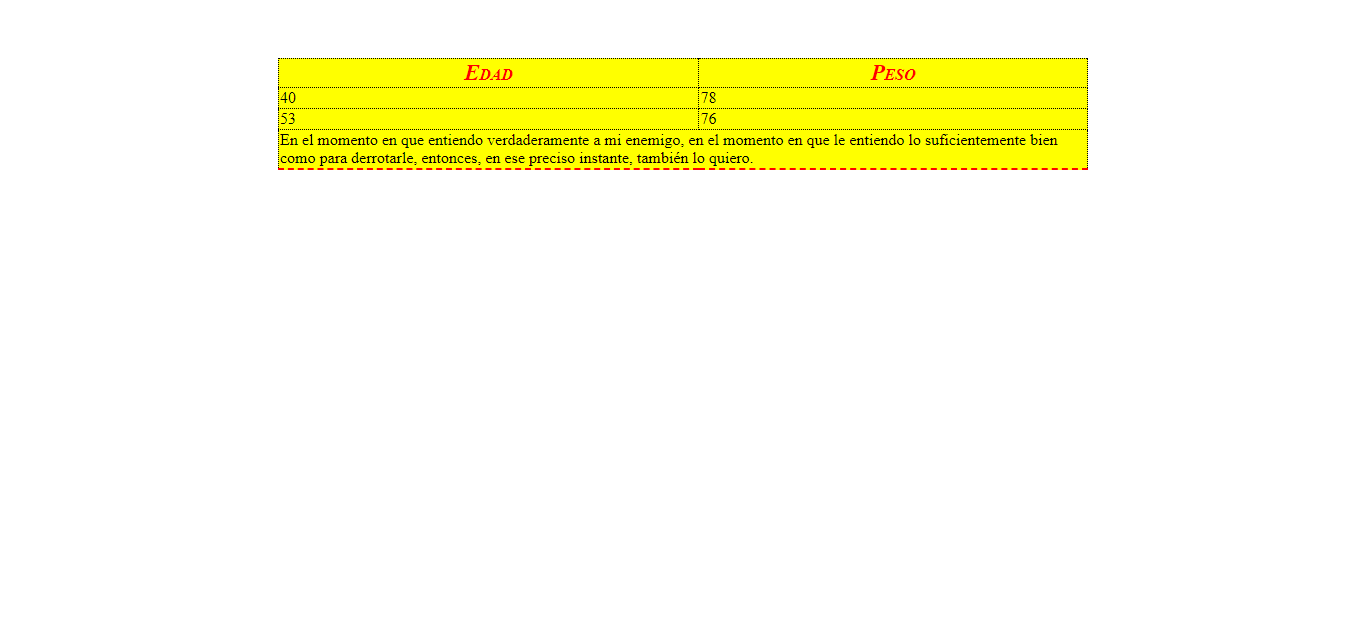 Edad Peso
40 78
53 76
En el momento en que entiendo verdaderamente a mi enemigo, en el momento en que le entiendo lo suficientemente bien
como para derrotarle, entonces, en ese preciso instante, también lo quiero.